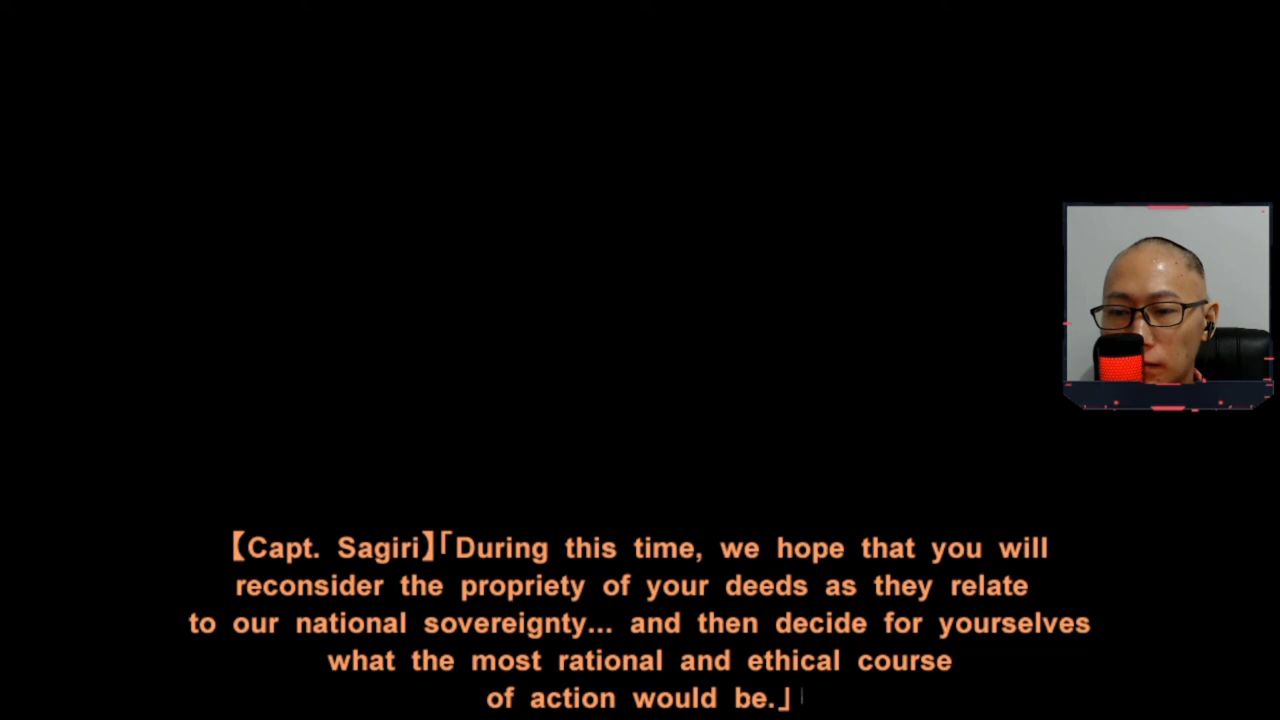 【Capt. Sagiri】「During this time, we hope that you will
reconsider the propriety of your deeds as they relate
to our national sovereignty... and then decide for yourselves
what the most rational and ethical course
of action would be.」